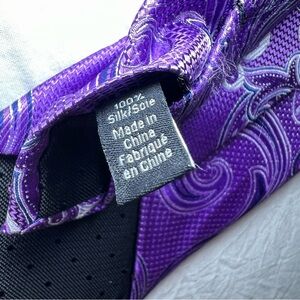 100%
Silk/Soie
Made in
China
Fabriqué
en Chine